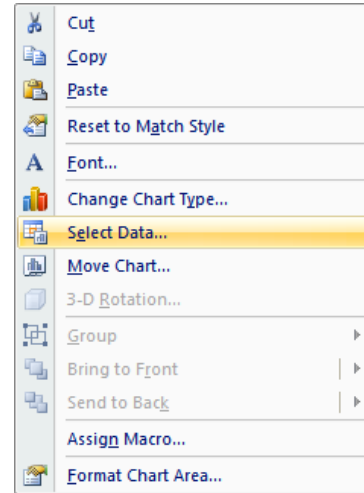 Cut
Copy
Paste
Reset to Match Style
Font...
Change Chart Type...
Select Data...
Move Chart...
3-D Rotation...
Group
Bring to Front
Send to Back
Assign Macro...
Format Chart Area...